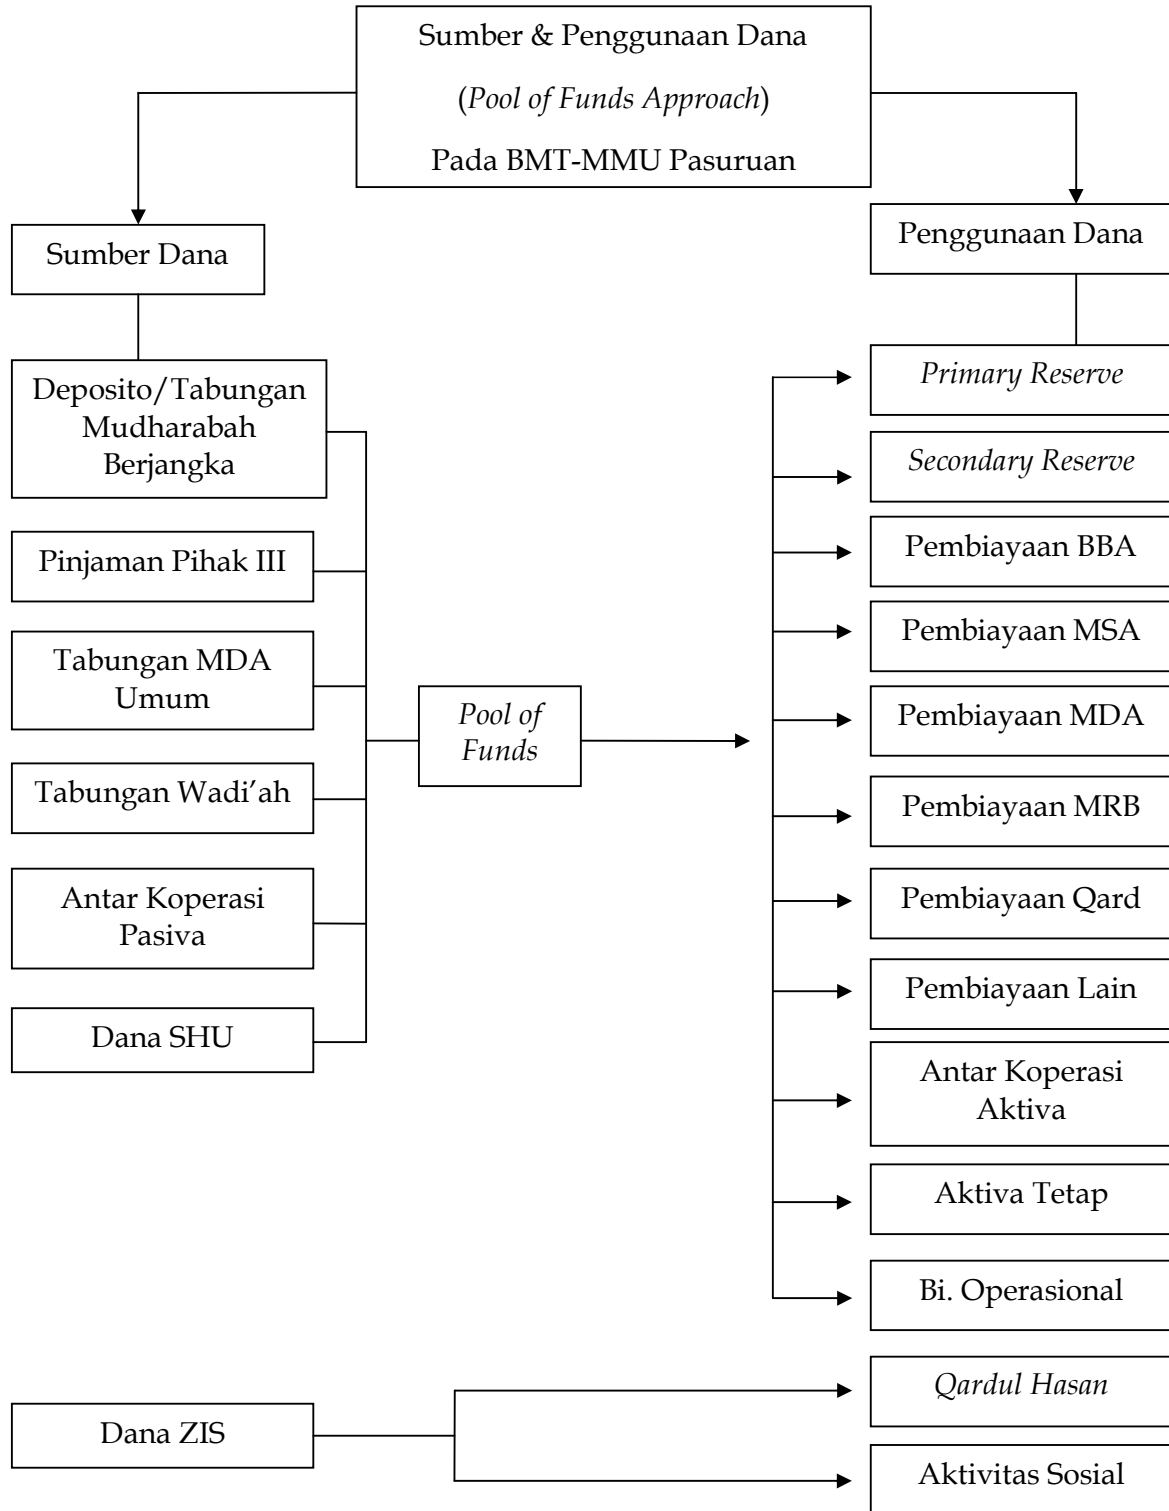 Sumber & Penggunaan Dana
(Pool of Funds Approach)
Pada BMT-MMU Pasuruan
Sumber Dana
Penggunaan Dana
Deposito/Tabungan
Mudharabah
Berjangka
Pinjaman Pihak III
Tabungan MDA
Umum
Tabungan Wadi’ah
Antar Koperasi
Pasiva
Dana SHU
Pool of
Funds
Primary Reserve
Secondary Reserve
Pembiayaan BBA
Pembiayaan MSA
Pembiayaan MDA
Pembiayaan MRB
Pembiayaan Qard
Pembiayaan Lain
Antar Koperasi
Aktiva
Aktiva Tetap
Bi. Operasional
Dana ZIS
Qardul Hasan
Aktivitas Sosial